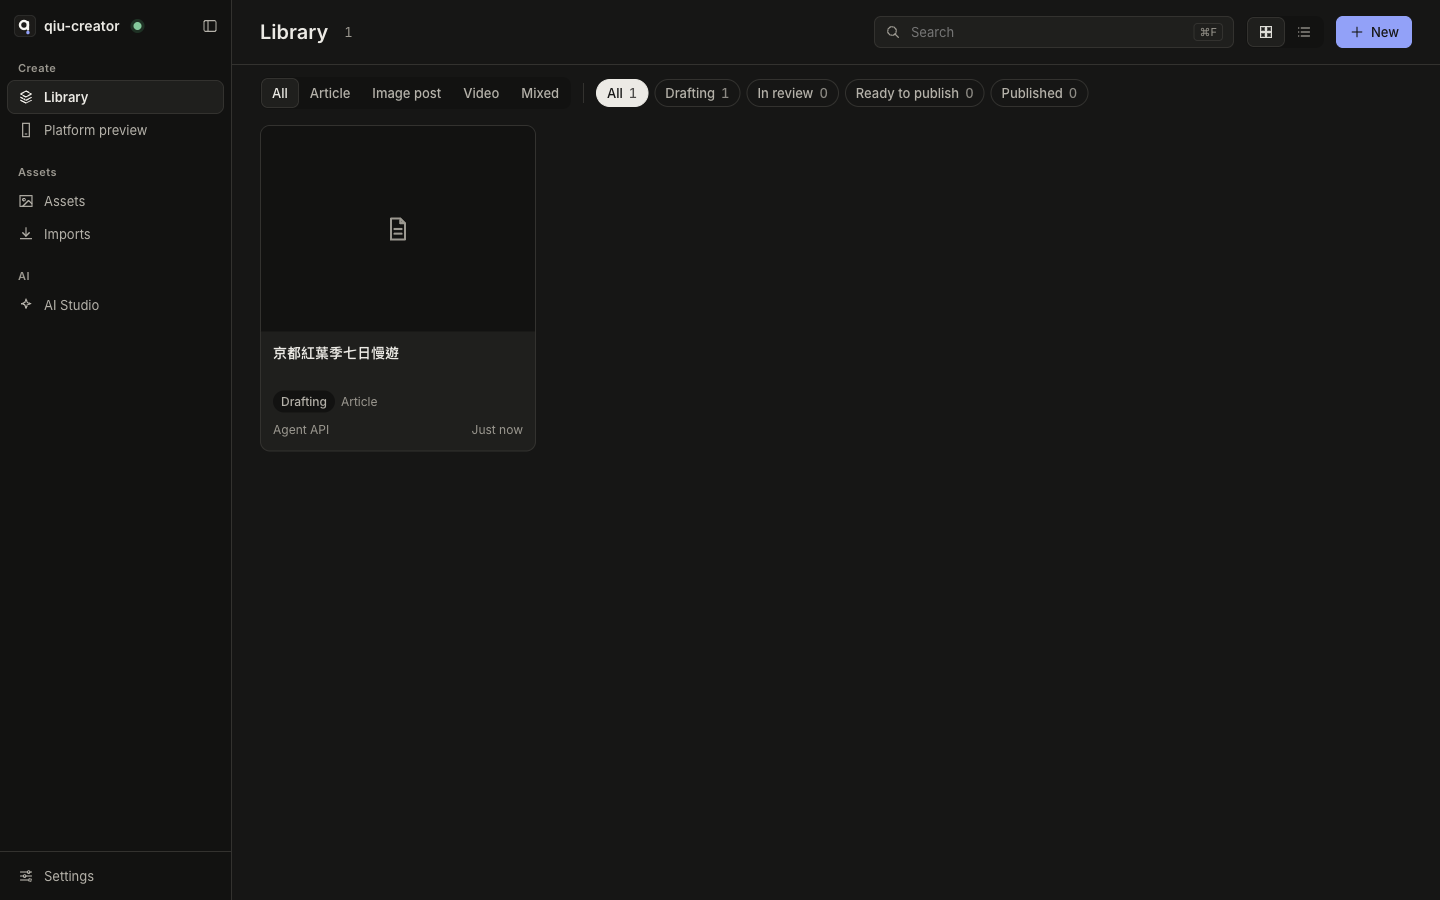 qiu-creator
Create
Library
Platform preview
Assets
Assets
Imports
AI
AI Studio
Settings
Library 1
Search ⌘F
New
All Article Image post Video Mixed
All 1 Drafting 1 In review 0 Ready to publish 0 Published 0
京都紅葉季七日慢遊
Drafting Article
Agent API Just now